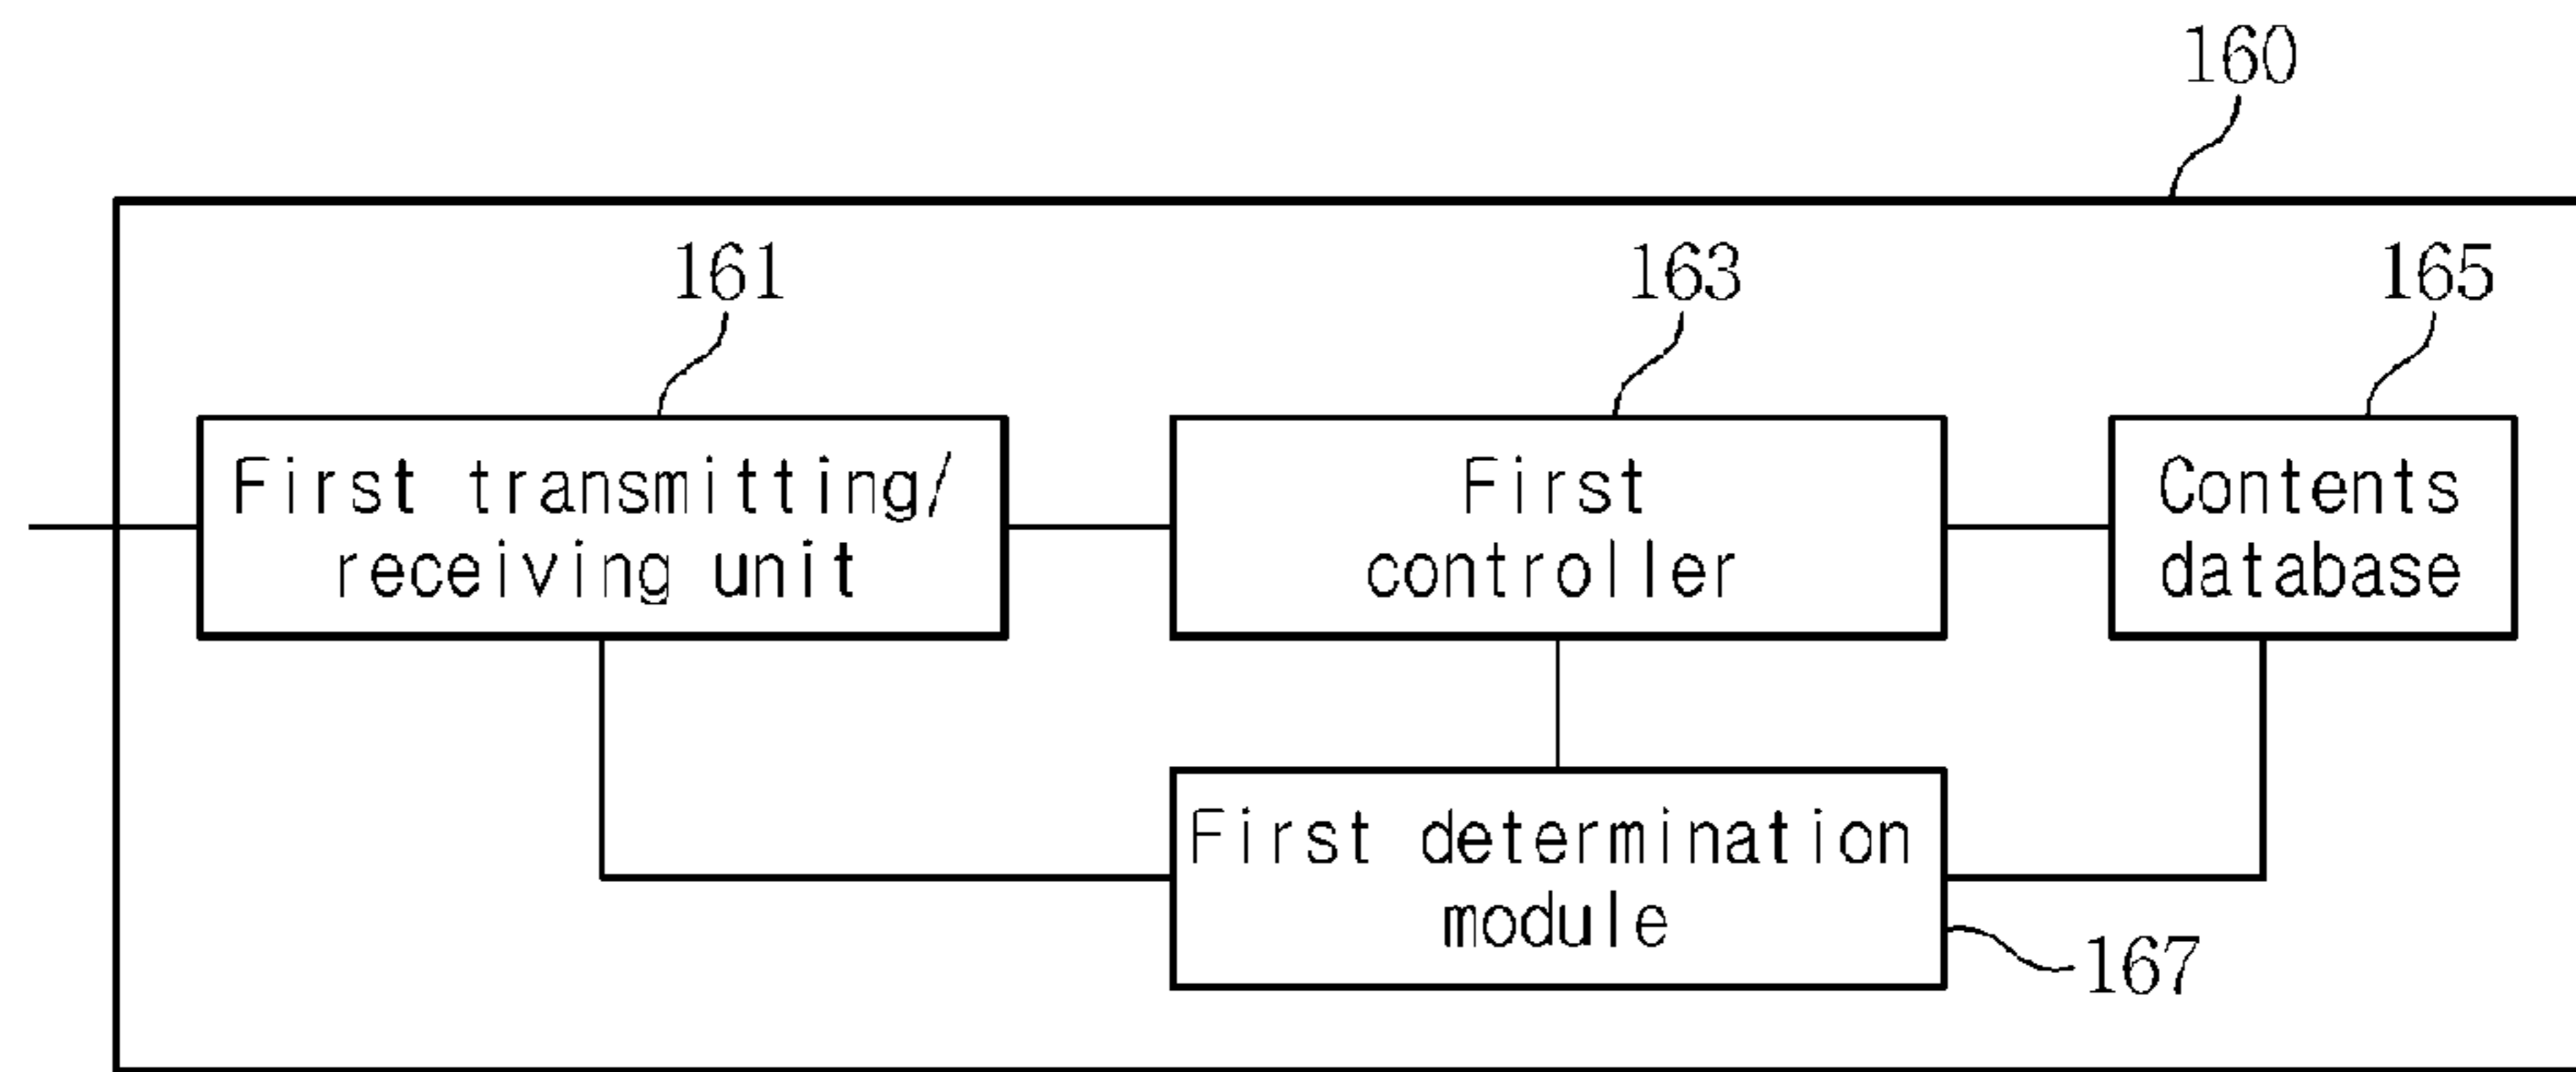 160
161
163
165
First transmitting/
receiving unit
First
controller
Contents
database
First determination
module
167